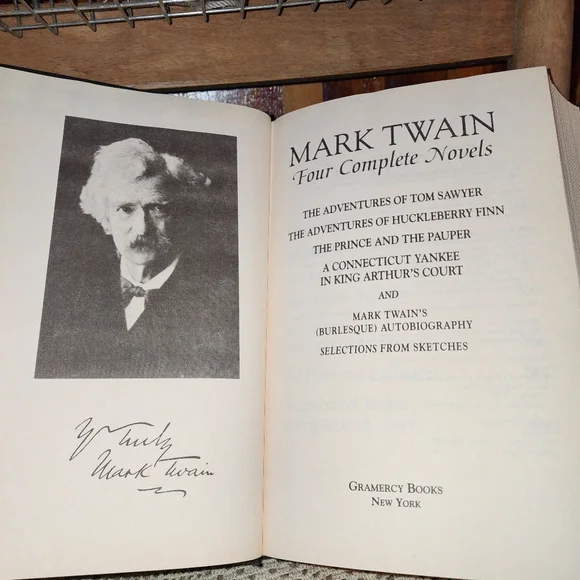 Yrs Truly
Mark Twain
MARK TWAIN
Four Complete Novels
THE ADVENTURES OF TOM SAWYER
THE ADVENTURES OF HUCKLEBERRY FINN
THE PRINCE AND THE PAUPER
A CONNECTICUT YANKEE
IN KING ARTHUR'S COURT
AND
MARK TWAIN'S
(BURLESQUE) AUTOBIOGRAPHY
SELECTIONS FROM SKETCHES
GRAMERCY BOOKS
NEW YORK